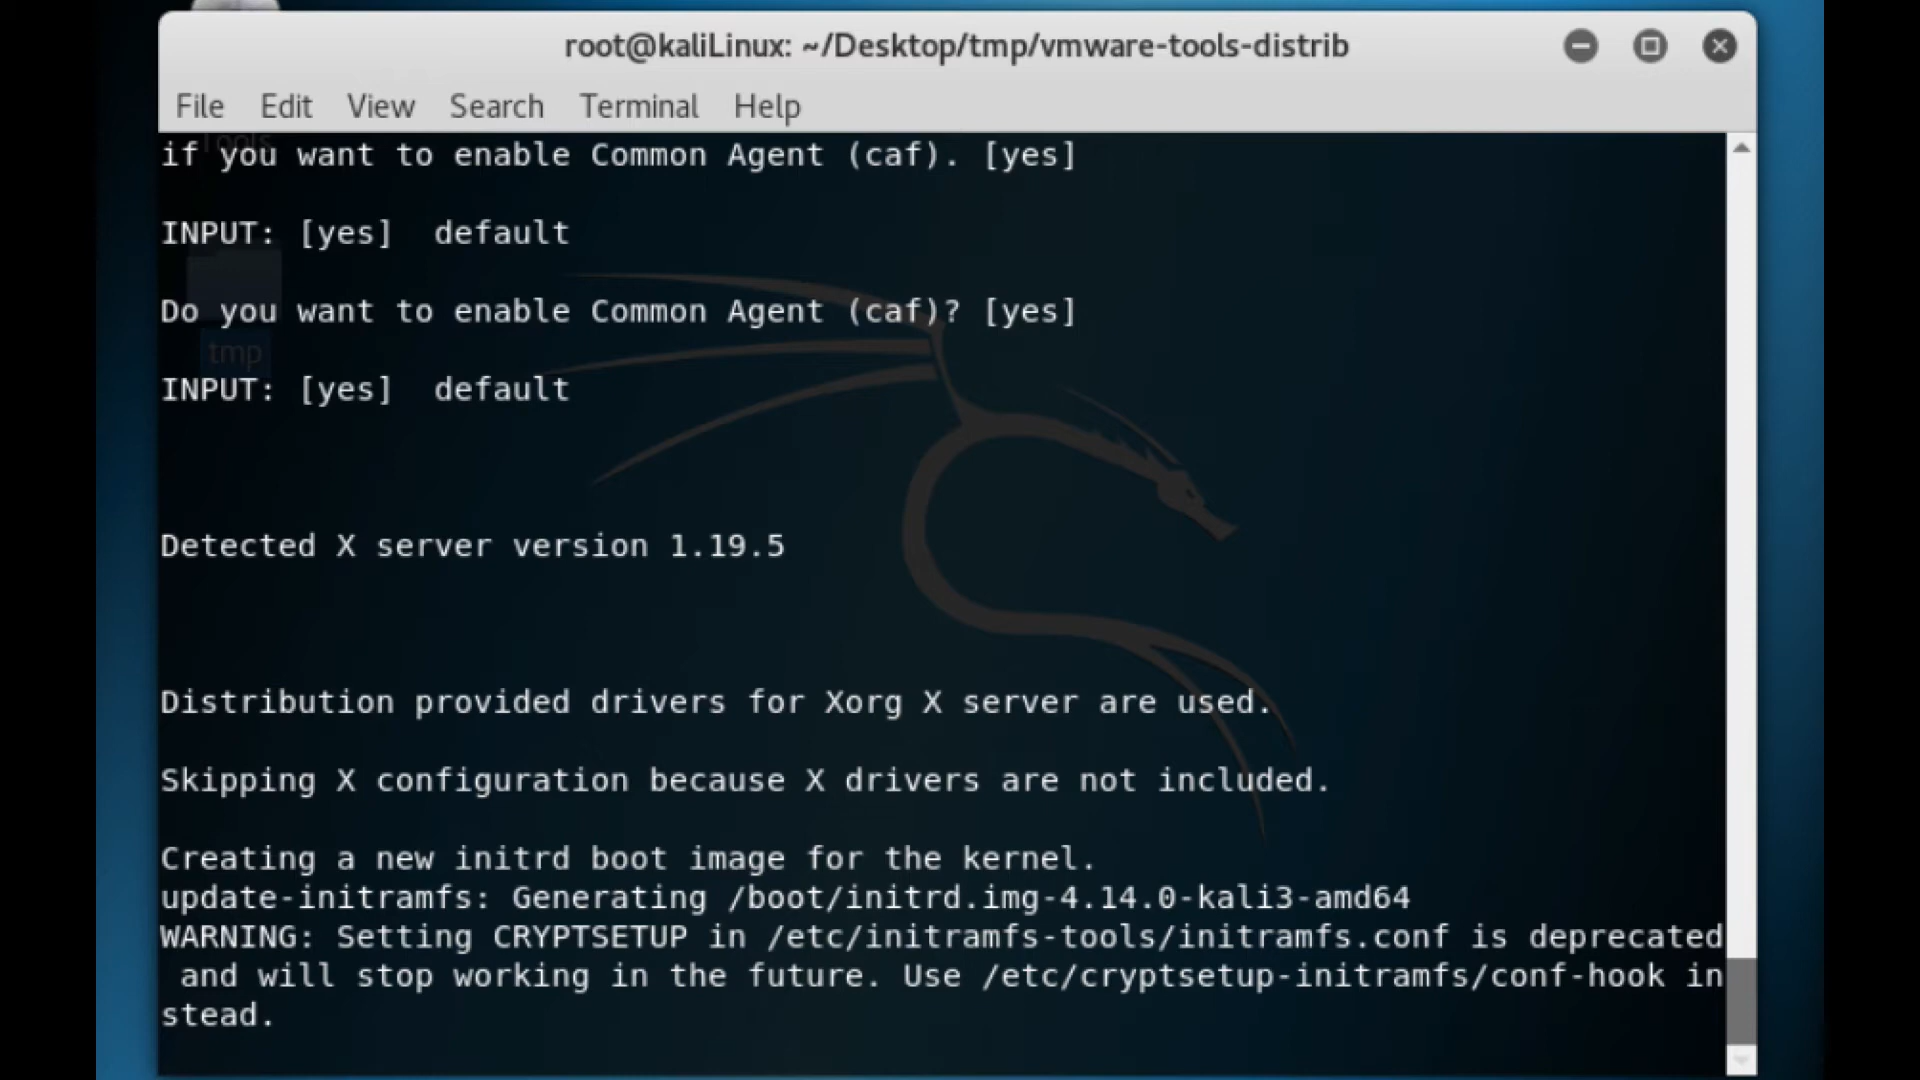 root@kaliLinux: ~/Desktop/tmp/vmware-tools-distrib
File Edit View Search Terminal Help
Tools
if you want to enable Common Agent (caf). [yes]
INPUT: [yes]  default
Do you want to enable Common Agent (caf)? [yes]
tmp
INPUT: [yes]  default
Detected X server version 1.19.5
Distribution provided drivers for Xorg X server are used.
Skipping X configuration because X drivers are not included.
Creating a new initrd boot image for the kernel.
update-initramfs: Generating /boot/initrd.img-4.14.0-kali3-amd64
WARNING: Setting CRYPTSETUP in /etc/initramfs-tools/initramfs.conf is deprecated
 and will stop working in the future. Use /etc/cryptsetup-initramfs/conf-hook in
stead.